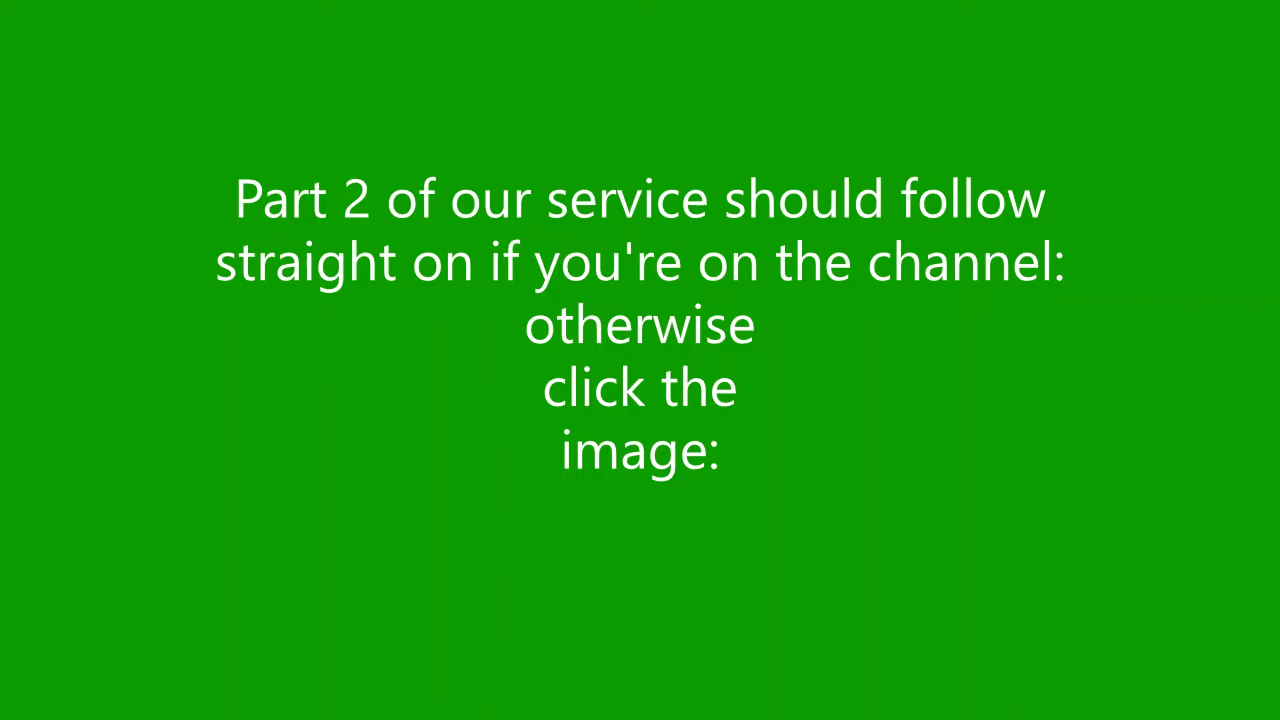 Part 2 of our service should follow
straight on if you're on the channel:
otherwise
click the
image: